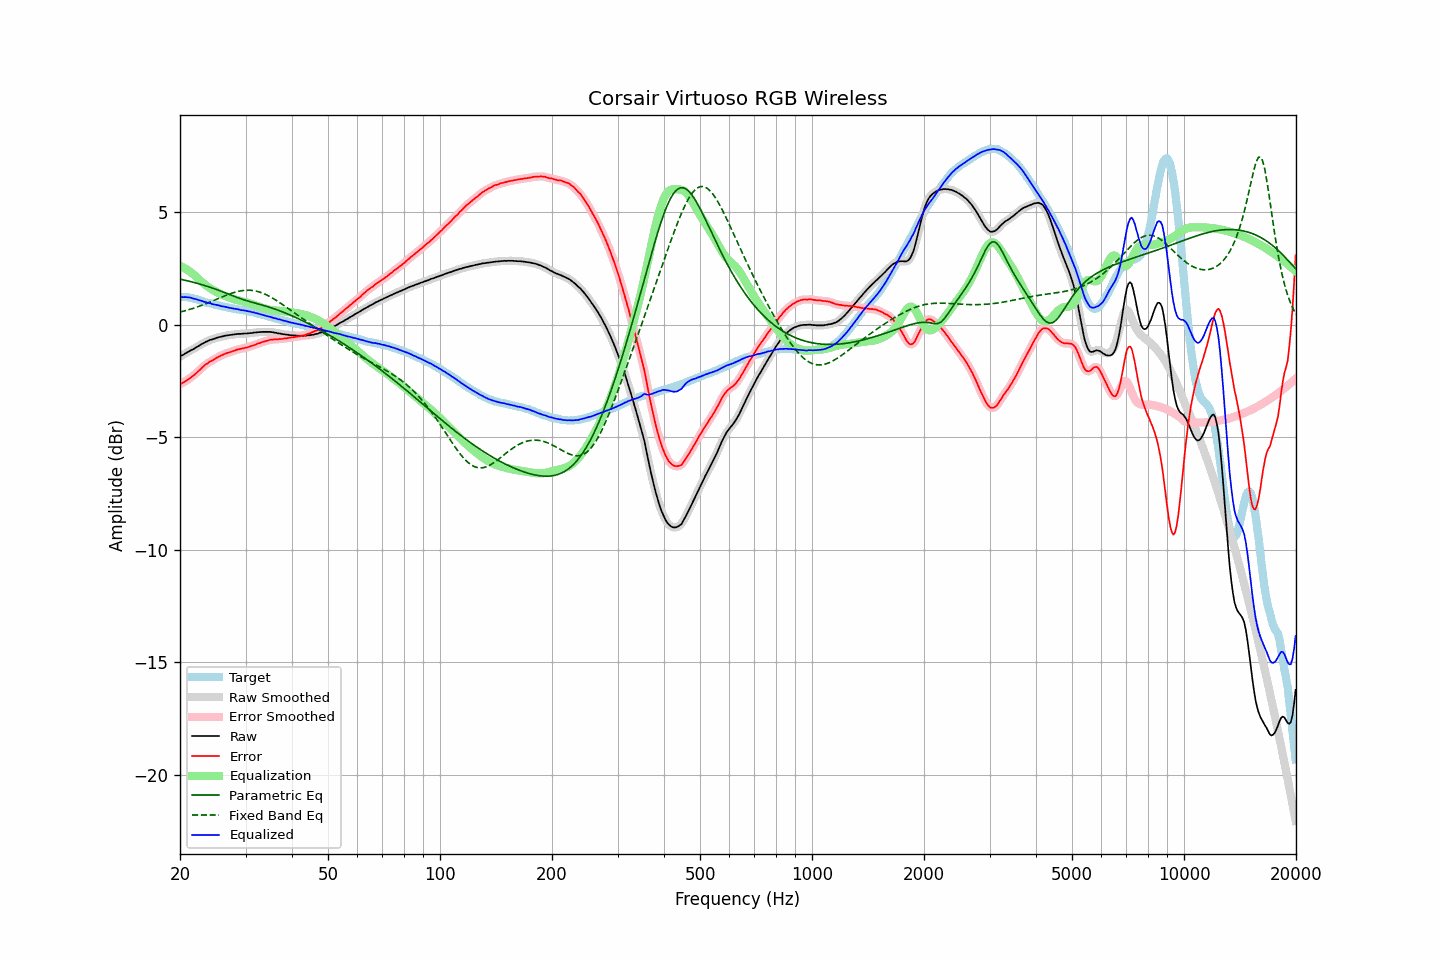 Corsair Virtuoso RGB Wireless
Amplitude (dBr)
5
0
−5
−10
−15
−20
Target
Raw Smoothed
Error Smoothed
Raw
Error
Equalization
Parametric Eq
Fixed Band Eq
Equalized
20 50 100 200 500 1000 2000 5000 10000 20000
Frequency (Hz)